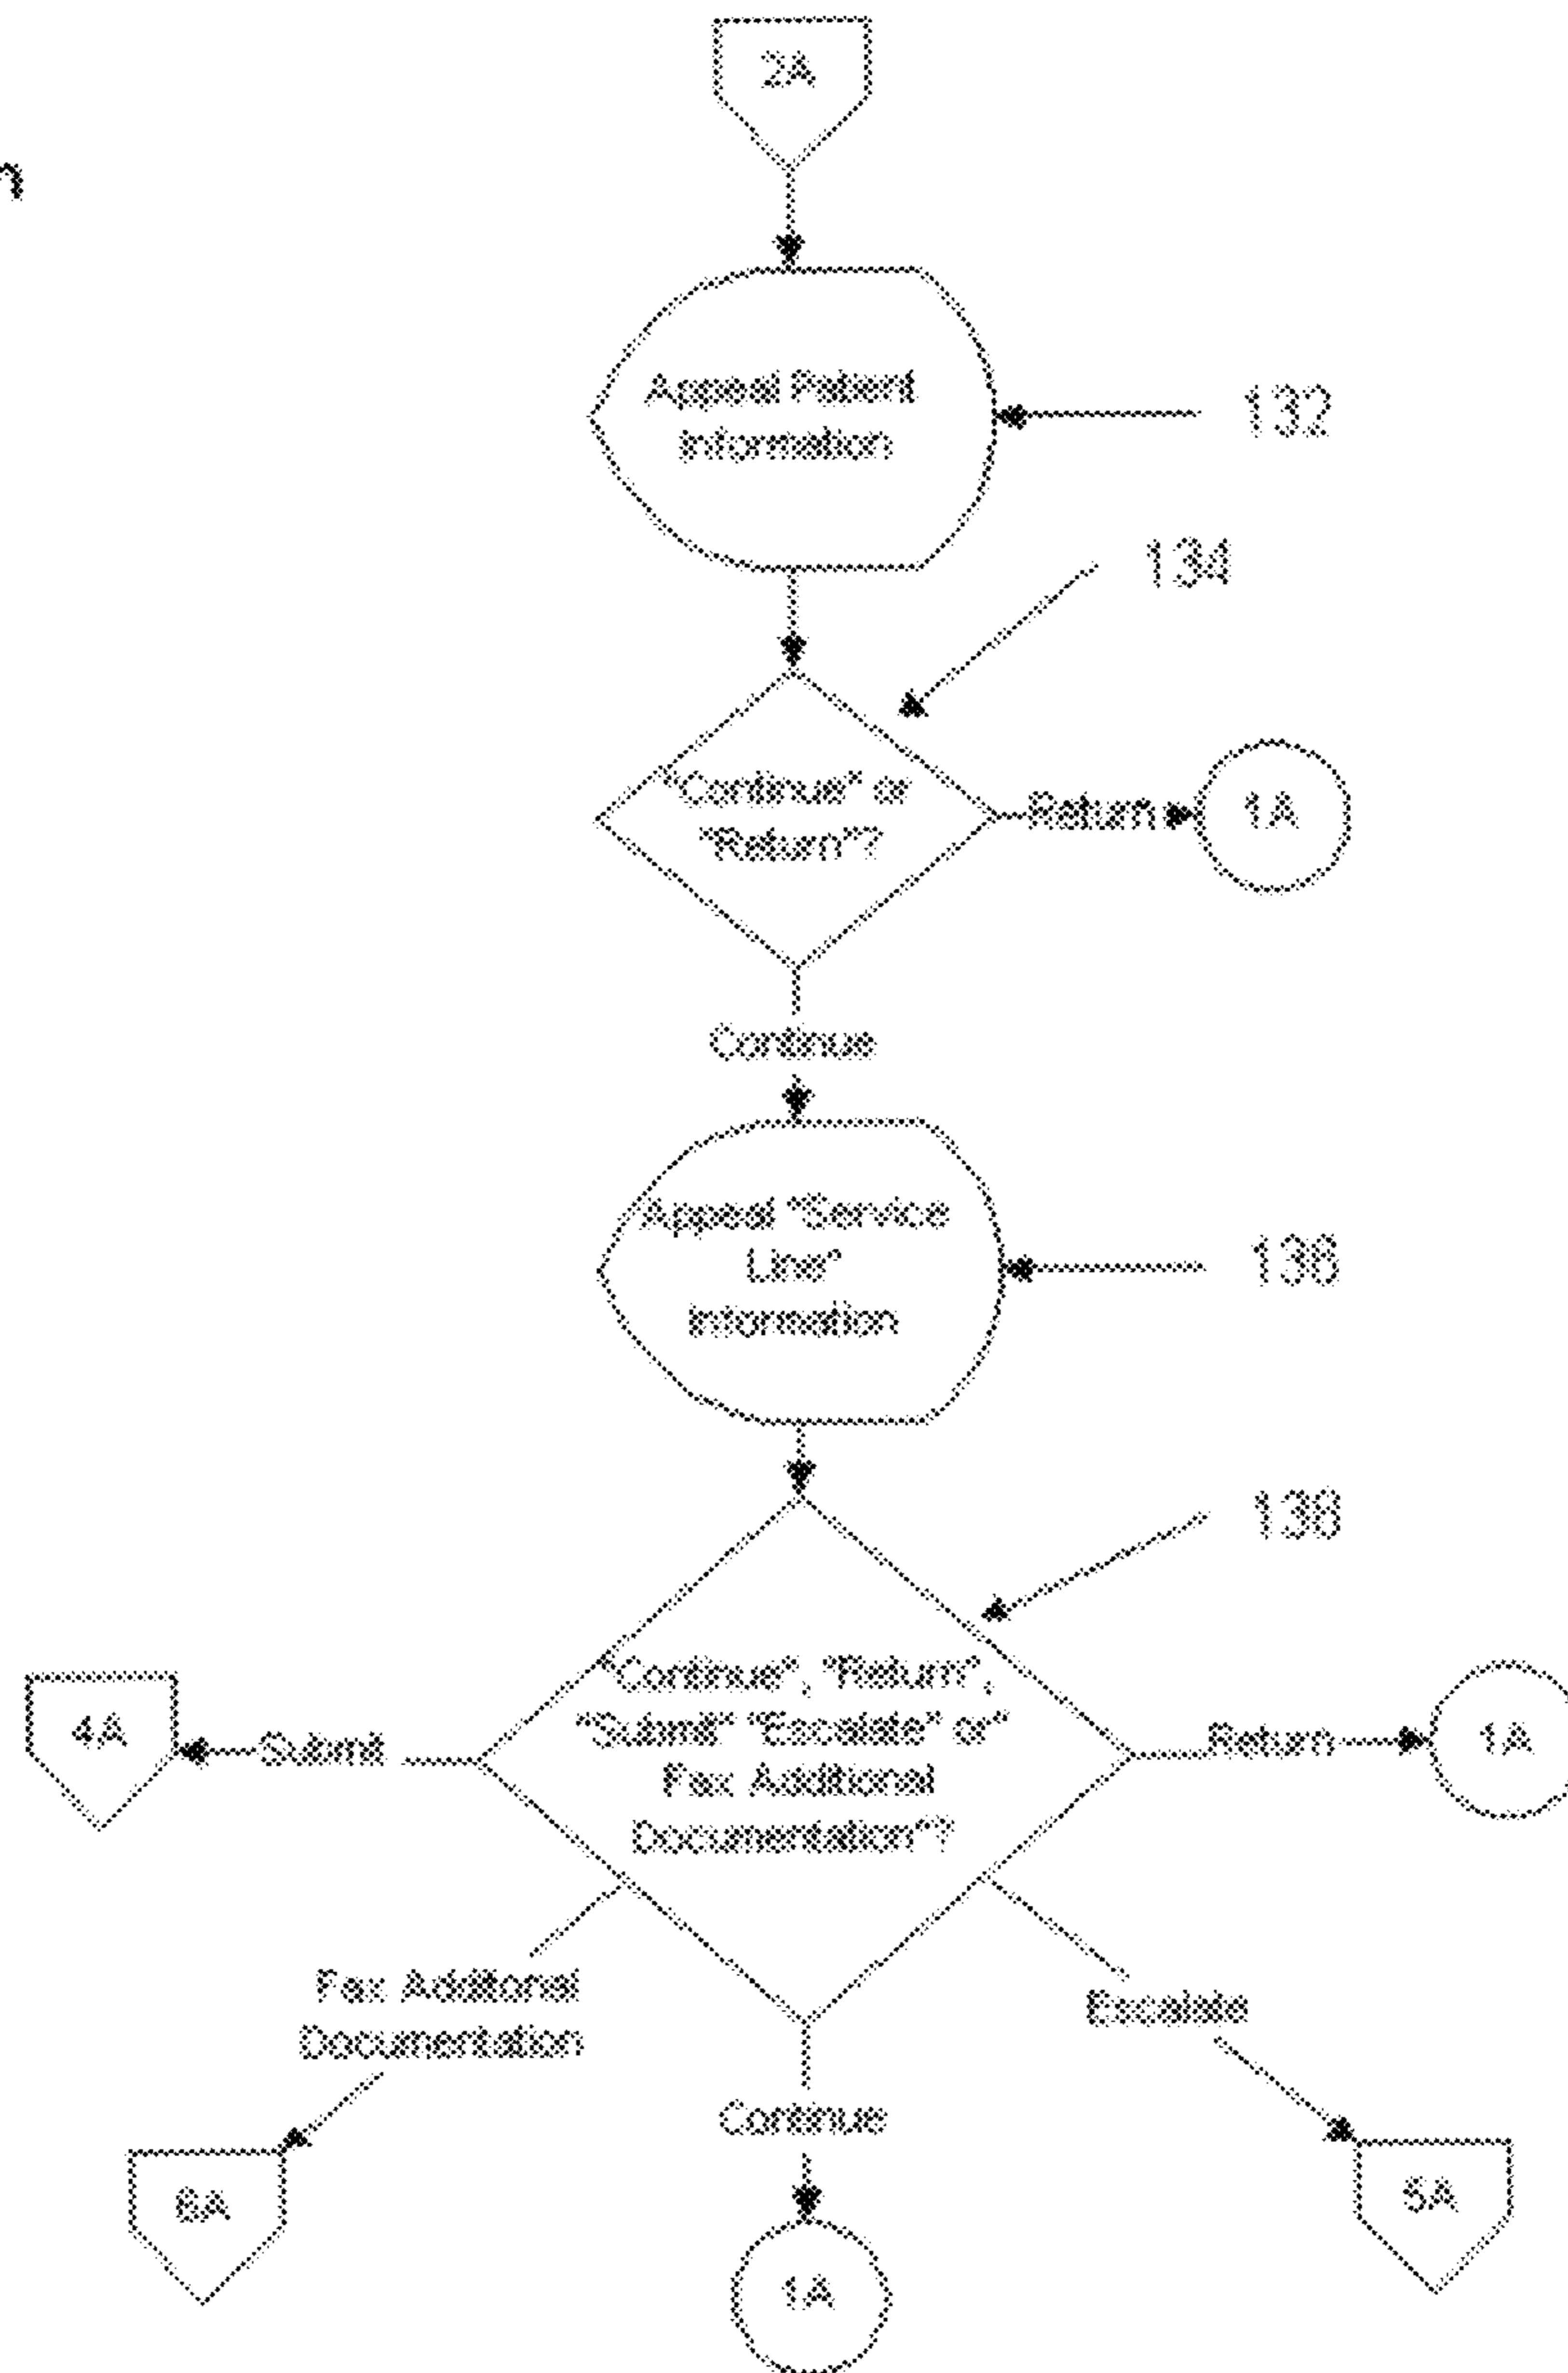 2A
n
Appeal Patient
Information
132
134
"Continue" or
"Return"?
Return
1A
Continue
Appeal "Service
Line"
Information
136
138
"Continue", "Return",
"Submit" "Escalate" or"
Fax Additional
Documentation"?
4A
Submit
Return
1A
Fax Additional
Documentation
Escalate
Continue
5A
1A